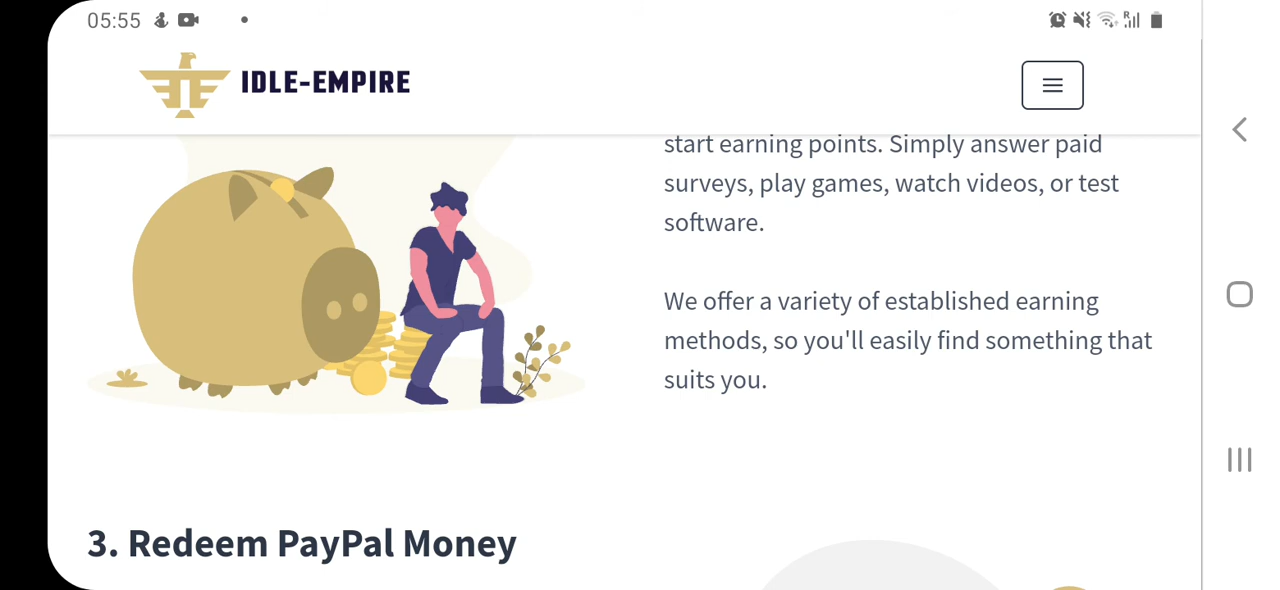 05:55
IDLE-EMPIRE
start earning points. Simply answer paid
surveys, play games, watch videos, or test
software.
We offer a variety of established earning
methods, so you'll easily find something that
suits you.
3. Redeem PayPal Money